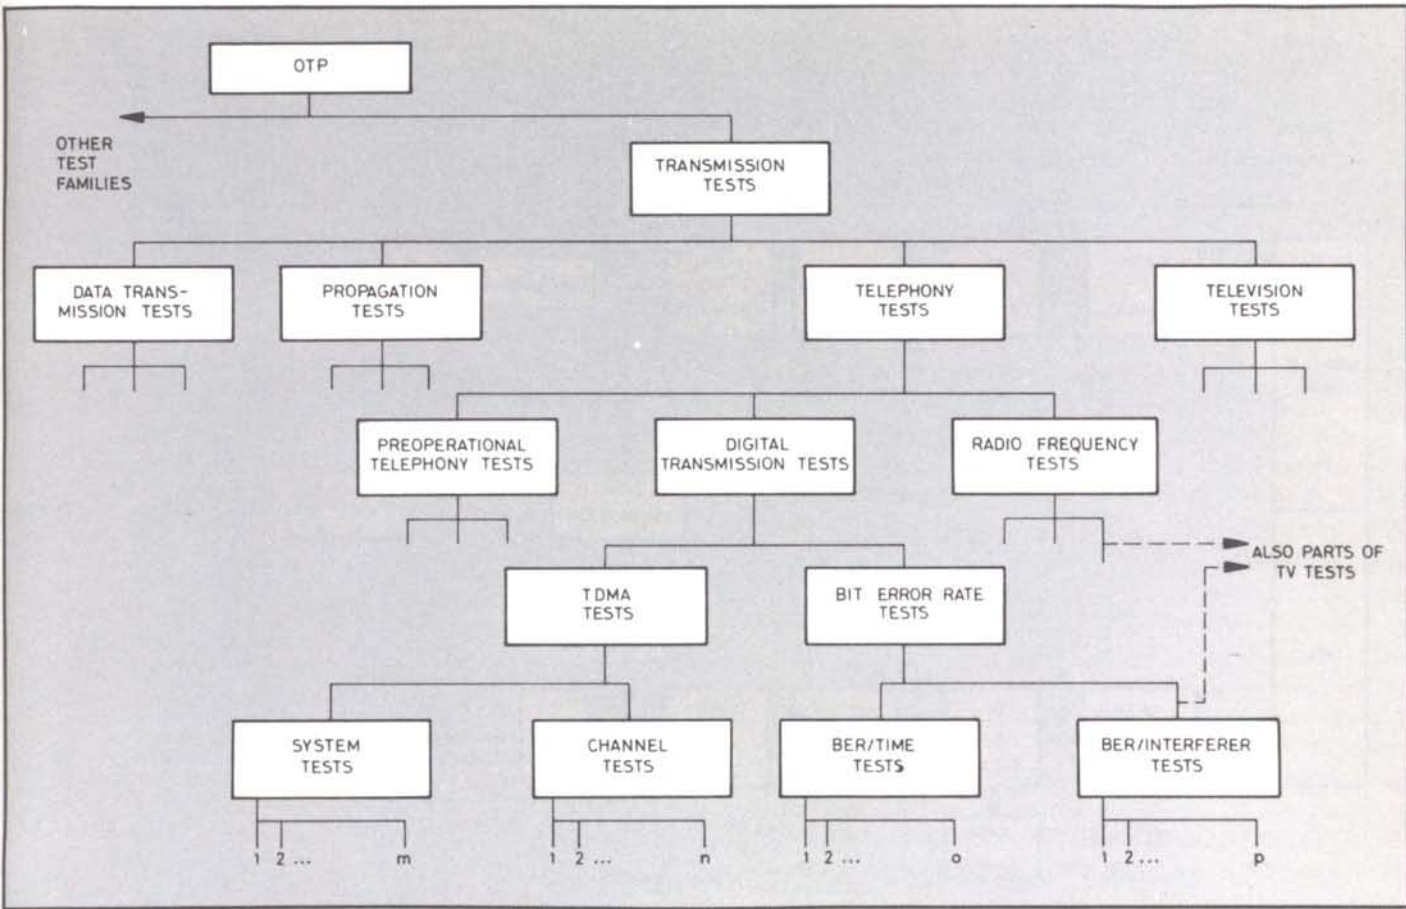 OTP
OTHER
TEST
FAMILIES
TRANSMISSION
TESTS
DATA TRANS-
MISSION TESTS
PROPAGATION
TESTS
TELEPHONY
TESTS
TELEVISION
TESTS
PREOPERATIONAL
TELEPHONY TESTS
DIGITAL
TRANSMISSION TESTS
RADIO FREQUENCY
TESTS
ALSO PARTS OF
TV TESTS
TDMA
TESTS
BIT ERROR RATE
TESTS
SYSTEM
TESTS
CHANNEL
TESTS
BER/TIME
TESTS
BER/INTERFERER
TESTS
1 2 ... m
1 2 ... n
1 2 ... o
1 2 ... p